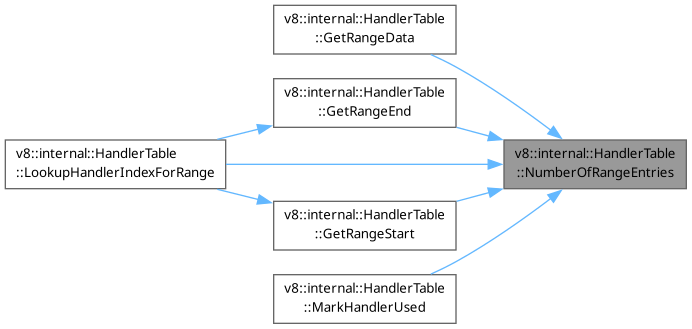 v8::internal::HandlerTable
::GetRangeData
v8::internal::HandlerTable
::GetRangeEnd
v8::internal::HandlerTable
::LookupHandlerIndexForRange
v8::internal::HandlerTable
::NumberOfRangeEntries
v8::internal::HandlerTable
::GetRangeStart
v8::internal::HandlerTable
::MarkHandlerUsed